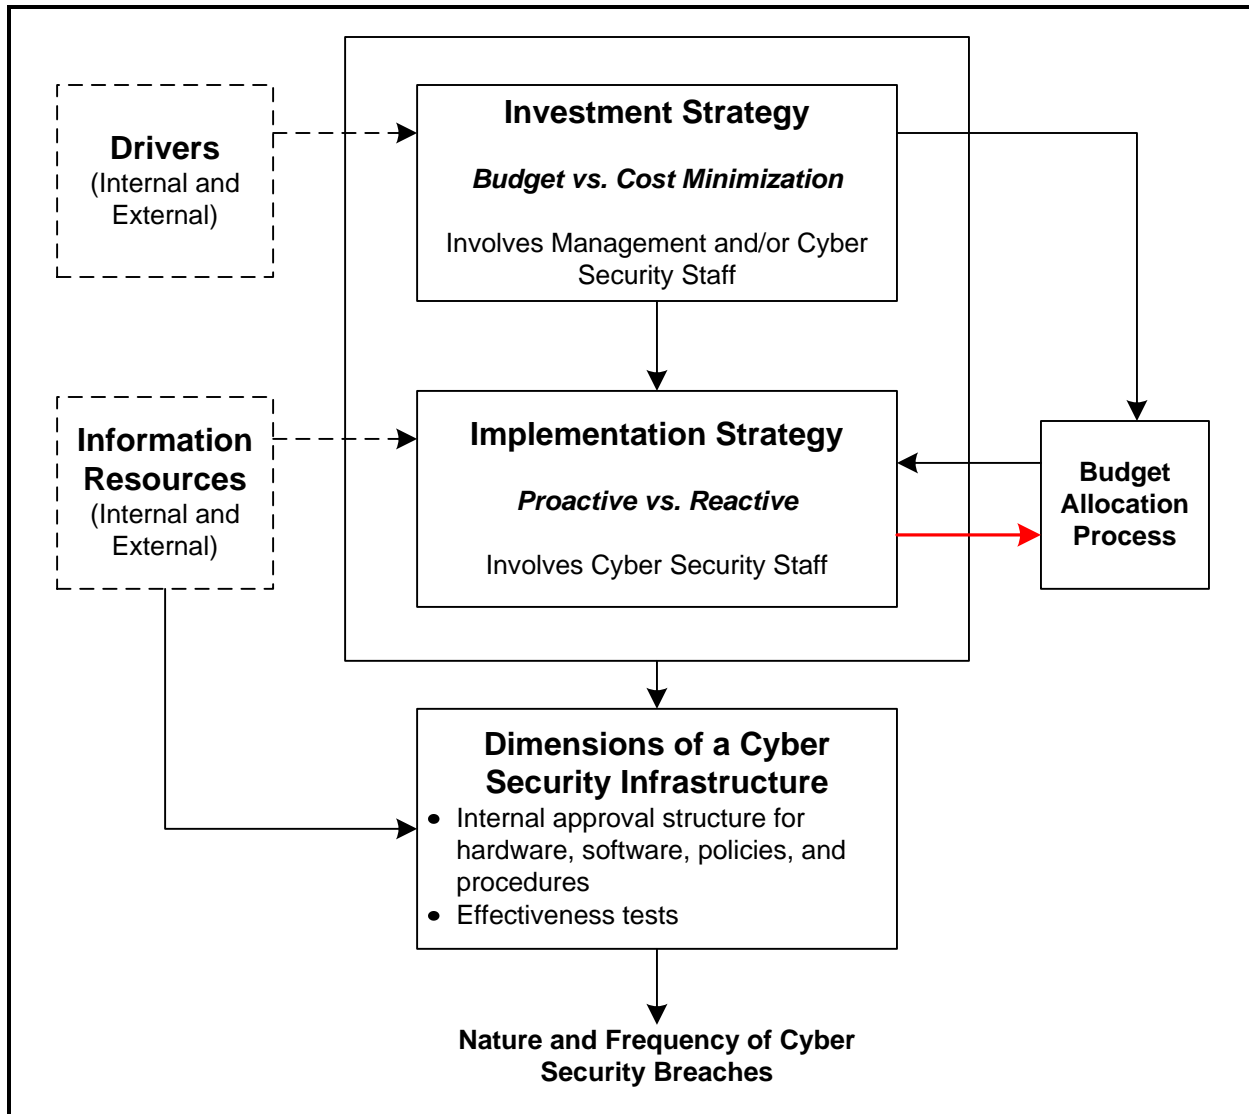 Drivers
(Internal and
External)
Investment Strategy
Budget vs. Cost Minimization
Involves Management and/or Cyber
Security Staff
Information
Resources
(Internal and
External)
Implementation Strategy
Proactive vs. Reactive
Involves Cyber Security Staff
Budget
Allocation
Process
Dimensions of a Cyber
Security Infrastructure
• Internal approval structure for
hardware, software, policies, and
procedures
• Effectiveness tests
Nature and Frequency of Cyber
Security Breaches